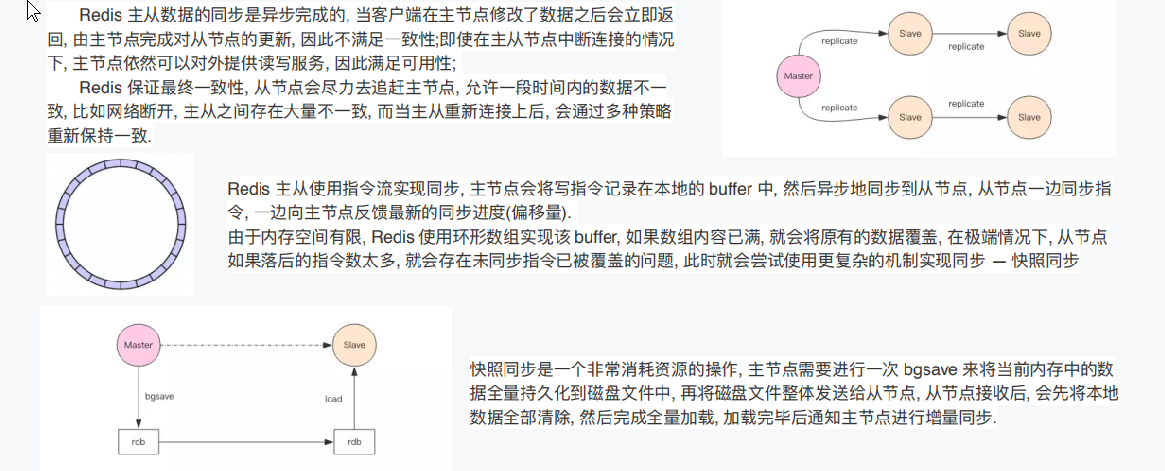 Redis 主从数据的同步是异步完成的, 当客户端在主节点修改了数据之后会立即返
回, 由主节点完成对从节点的更新, 因此不满足一致性;即使在主从节点中断连接的情况
下, 主节点依然可以对外提供读写服务, 因此满足可用性;
Redis 保证最终一致性, 从节点会尽力去追赶主节点, 允许一段时间内的数据不一
致, 比如网络断开, 主从之间存在大量不一致, 而当主从重新连接上后, 会通过多种策略
重新保持一致.
Master
replicate
Slave
replicate
Slave
replicate
Slave
replicate
Slave
Redis 主从使用指令流实现同步, 主节点会将写指令记录在本地的 buffer 中, 然后异步地同步到从节点, 从节点一边同步指
令, 一边向主节点反馈最新的同步进度(偏移量).
由于内存空间有限, Redis 使用环形数组实现该 buffer, 如果数组内容已满, 就会将原有的数据覆盖, 在极端情况下, 从节点
如果落后的指令数太多, 就会存在未同步指令已被覆盖的问题, 此时就会尝试使用更复杂的机制实现同步 — 快照同步
Master
Slave
bgsave
load
rdb
rdb
快照同步是一个非常消耗资源的操作, 主节点需要进行一次 bgsave 来将当前内存中的数
据全量持久化到磁盘文件中, 再将磁盘文件整体发送给从节点, 从节点接收后, 会先将本地
数据全部清除, 然后完成全量加载, 加载完毕后通知主节点进行增量同步.